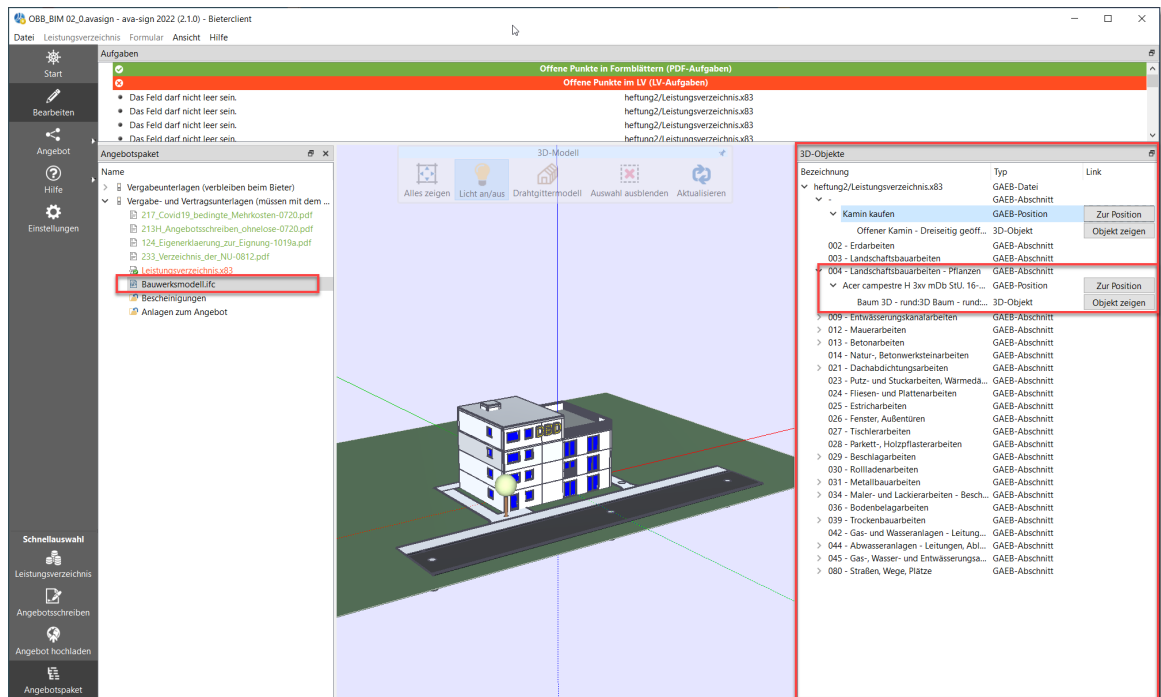 OBB_BIM 02_0.avasign - ava-sign 2022 (2.1.0) - Bieterclient
Datei Leistungsverzeichnis Formular Ansicht Hilfe
Start
Bearbeiten
Angebot
Hilfe
Einstellungen
Schnellauswahl
Leistungsverzeichnis
Angebotsschreiben
Angebot hochladen
Angebotspaket
Aufgaben
Offene Punkte in Formblättern (PDF-Aufgaben)
Offene Punkte im LV (LV-Aufgaben)
Das Feld darf nicht leer sein. heftung2/Leistungsverzeichnis.x83
Das Feld darf nicht leer sein. heftung2/Leistungsverzeichnis.x83
Das Feld darf nicht leer sein. heftung2/Leistungsverzeichnis.x83
Das Feld darf nicht leer sein. heftung2/Leistungsverzeichnis.x83
Angebotspaket
Name
Vergabeunterlagen (verbleiben beim Bieter)
Vergabe- und Vertragsunterlagen (müssen mit dem ...
217_Covid19_bedingte_Mehrkosten-0720.pdf
213H_Angebotsschreiben_ohnelose-0720.pdf
124_Eigenerklaerung_zur_Eignung-1019a.pdf
233_Verzeichnis_der_NU-0812.pdf
Leistungsverzeichnis.x83
Bauwerksmodell.ifc
Bescheinigungen
Anlagen zum Angebot
3D-Modell
Alles zeigen Licht an/aus Drahtgittermodell Auswahl ausblenden Aktualisieren
OBO
3D-Objekte
Bezeichnung Typ Link
heftung2/Leistungsverzeichnis.x83 GAEB-Datei
- GAEB-Abschnitt
Kamin kaufen GAEB-Position Zur Position
Offener Kamin - Dreiseitig geöff... 3D-Objekt Objekt zeigen
002 - Erdarbeiten GAEB-Abschnitt
003 - Landschaftsbauarbeiten GAEB-Abschnitt
004 - Landschaftsbauarbeiten - Pflanzen GAEB-Abschnitt
Acer campestre H 3xv mDb StU. 16-... GAEB-Position Zur Position
Baum 3D - rund:3D Baum - rund:... 3D-Objekt Objekt zeigen
009 - Entwässerungskanalarbeiten GAEB-Abschnitt
012 - Mauerarbeiten GAEB-Abschnitt
013 - Betonarbeiten GAEB-Abschnitt
014 - Natur-, Betonwerksteinarbeiten GAEB-Abschnitt
021 - Dachabdichtungsarbeiten GAEB-Abschnitt
023 - Putz- und Stuckarbeiten, Wärmedä... GAEB-Abschnitt
024 - Fliesen- und Plattenarbeiten GAEB-Abschnitt
025 - Estricharbeiten GAEB-Abschnitt
026 - Fenster, Außentüren GAEB-Abschnitt
027 - Tischlerarbeiten GAEB-Abschnitt
028 - Parkett-, Holzpflasterarbeiten GAEB-Abschnitt
029 - Beschlagarbeiten GAEB-Abschnitt
030 - Rollladenarbeiten GAEB-Abschnitt
031 - Metallbauarbeiten GAEB-Abschnitt
034 - Maler- und Lackierarbeiten - Besch... GAEB-Abschnitt
036 - Bodenbelagarbeiten GAEB-Abschnitt
039 - Trockenbauarbeiten GAEB-Abschnitt
042 - Gas- und Wasseranlagen - Leitung... GAEB-Abschnitt
044 - Abwasseranlagen - Leitungen, Abl... GAEB-Abschnitt
045 - Gas-, Wasser- und Entwässerungsa... GAEB-Abschnitt
080 - Straßen, Wege, Plätze GAEB-Abschnitt